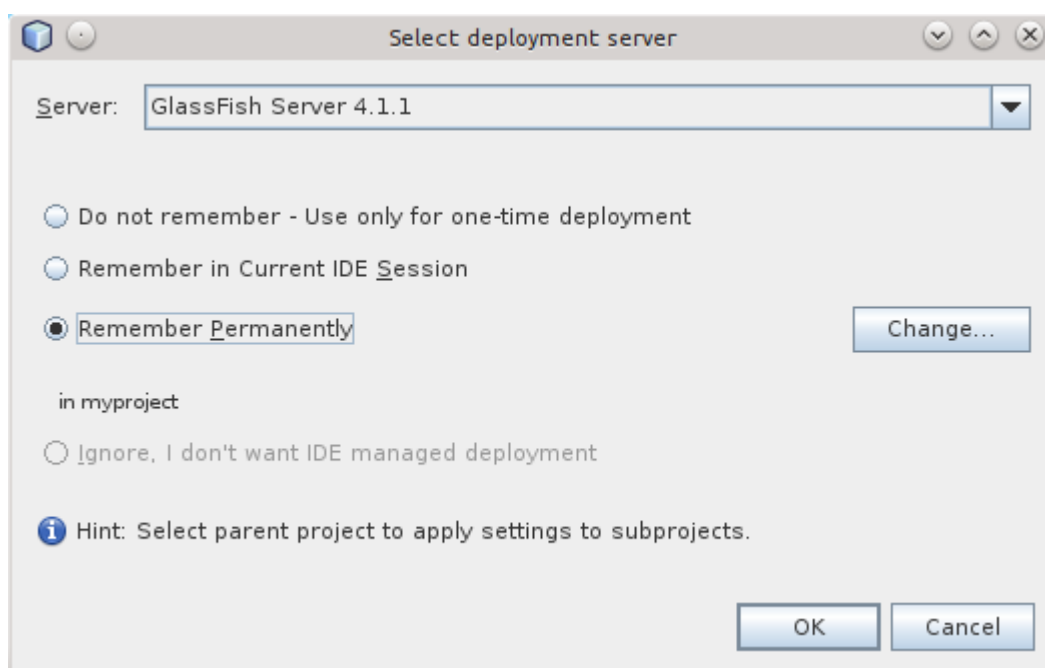 Select deployment server
Server: GlassFish Server 4.1.1
Do not remember - Use only for one-time deployment
Remember in Current IDE Session
Remember Permanently Change...
in myproject
Ignore, I don't want IDE managed deployment
Hint: Select parent project to apply settings to subprojects.
OK Cancel